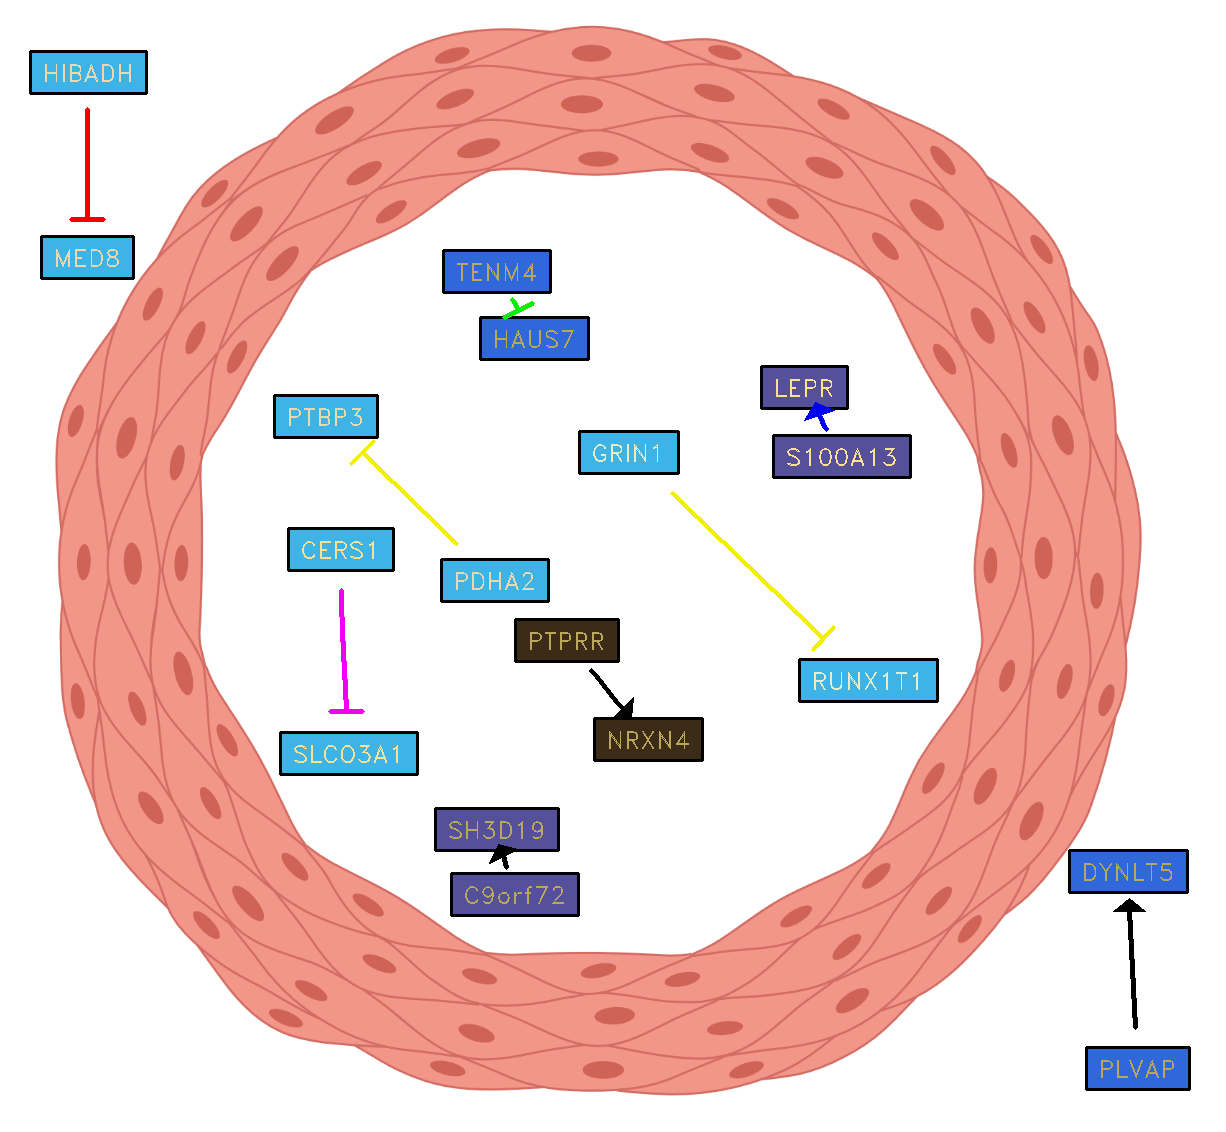 HIBADH
MED8
TENM4
HAUS7
LEPR
PTBP3
GRIN1
S100A13
CERS1
PDHA2
PTPRR
RUNX1T1
NRXN4
SLCO3A1
SH3D19
C9orf72
DYNLT5
PLVAP